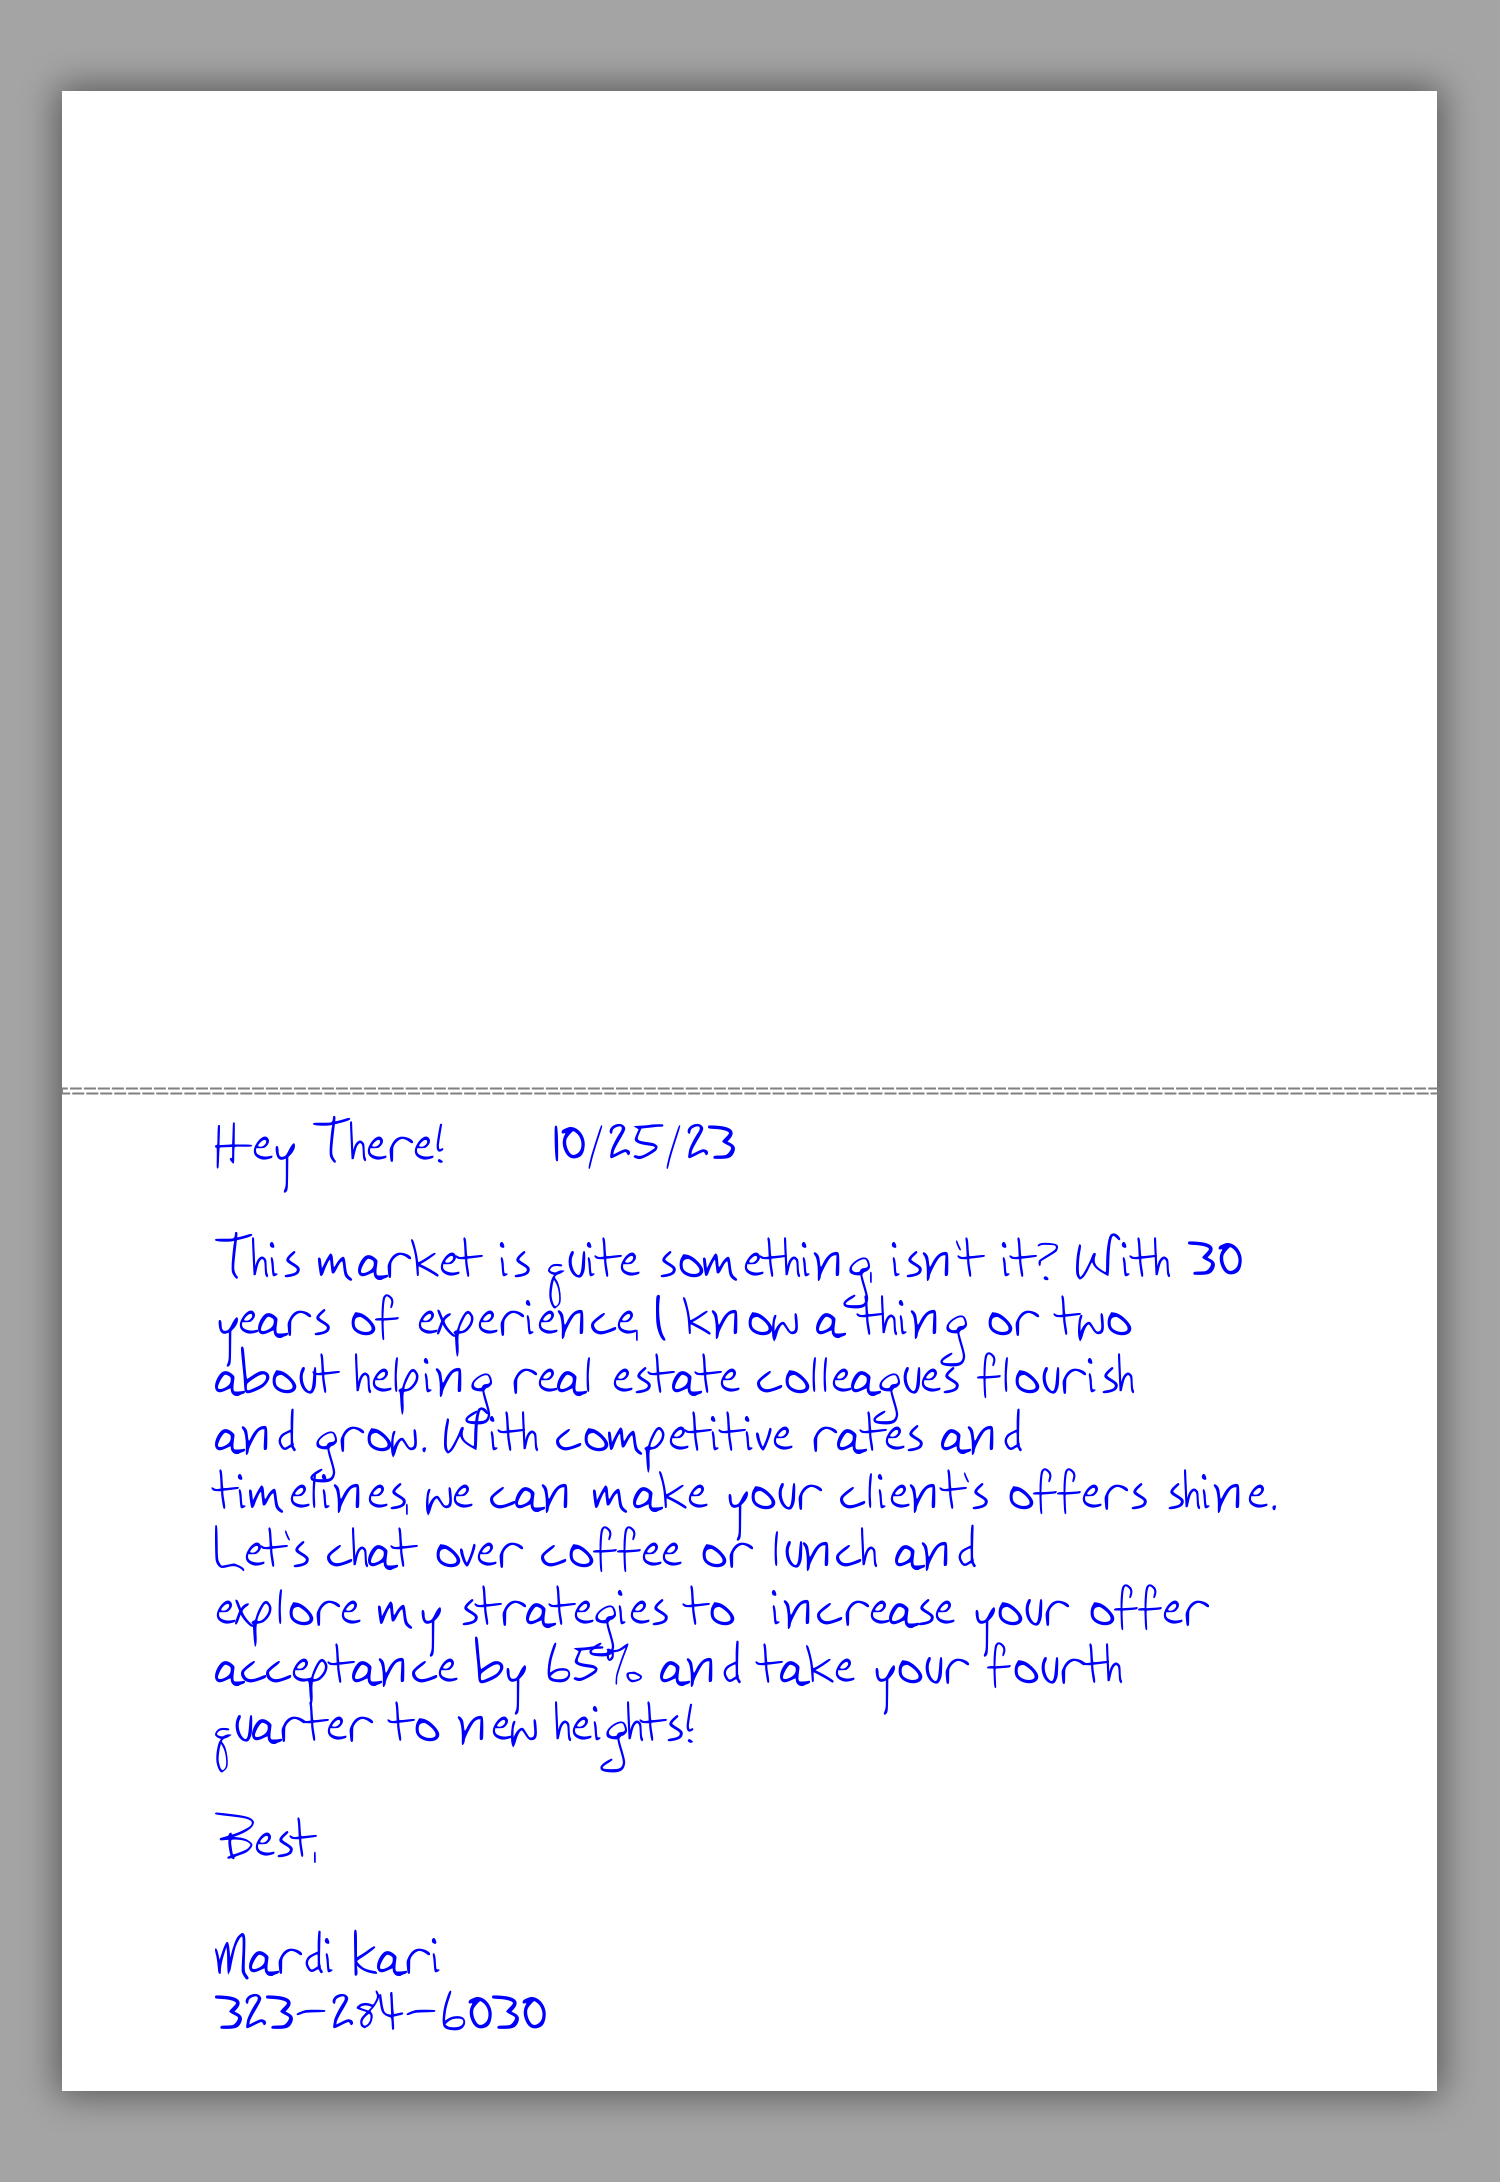 Hey There! 10/25/23
This market is quite something, isn't it? With 30
years of experience, I know a thing or two
about helping real estate colleagues flourish
and grow. With competitive rates and
timelines, we can make your client's offers shine.
Let's chat over coffee or lunch and
explore my strategies to increase your offer
acceptance by 65% and take your fourth
quarter to new heights!
Best,
Mardi Kari
323-284-6030